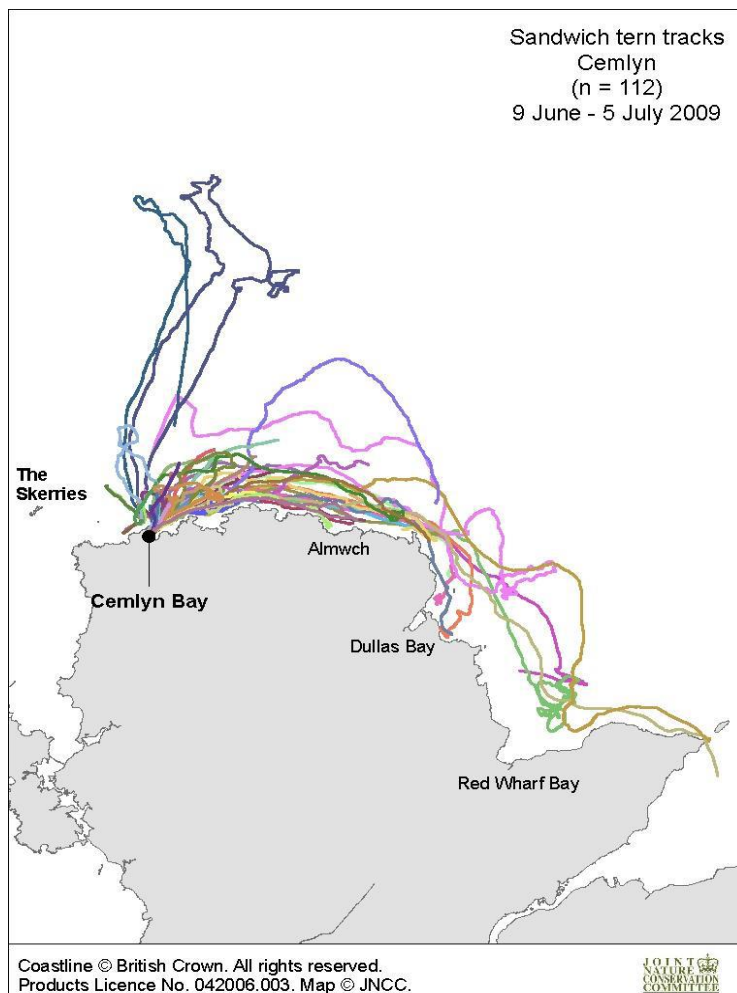 Sandwich tern tracks
Cemlyn
(n = 112)
9 June - 5 July 2009
The
Skerries
Almwch
Cemlyn Bay
Dullas Bay
Red Wharf Bay
Coastline © British Crown. All rights reserved.
Products Licence No. 042006.003. Map © JNCC.
JOINT
NATURE
CONSERVATION
COMMITTEE